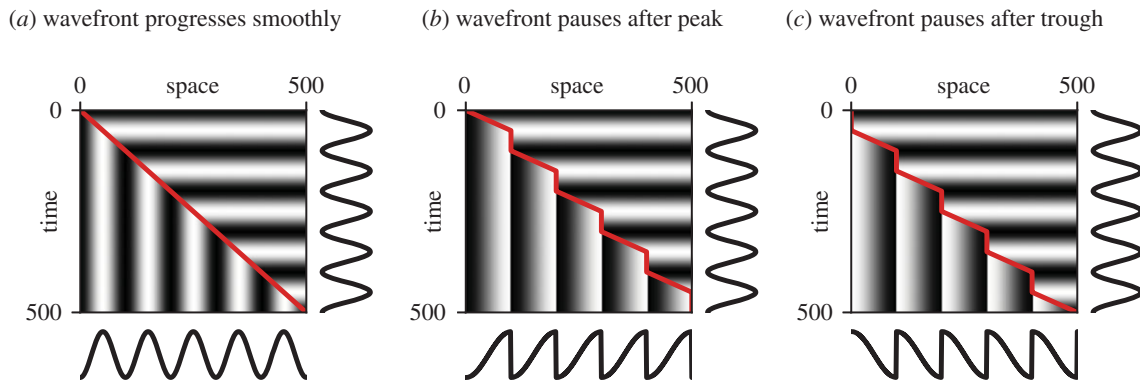 (a) wavefront progresses smoothly
(b) wavefront pauses after peak
(c) wavefront pauses after trough
0 space 500
0 space 500
0 space 500
0
time
500
0
time
500
0
time
500